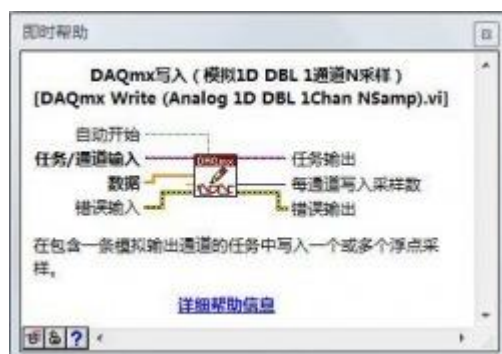 即时帮助
DAQmx写入（模拟1D DBL 1通道N采样）
[DAQmx Write (Analog 1D DBL 1Chan NSamp).vi]
自动开始
任务/通道输入
任务输出
数据
每通道写入采样数
错误输入
错误输出
DAQmx
在包含一条模拟输出通道的任务中写入一个或多个浮点采
样。
详细帮助信息
?